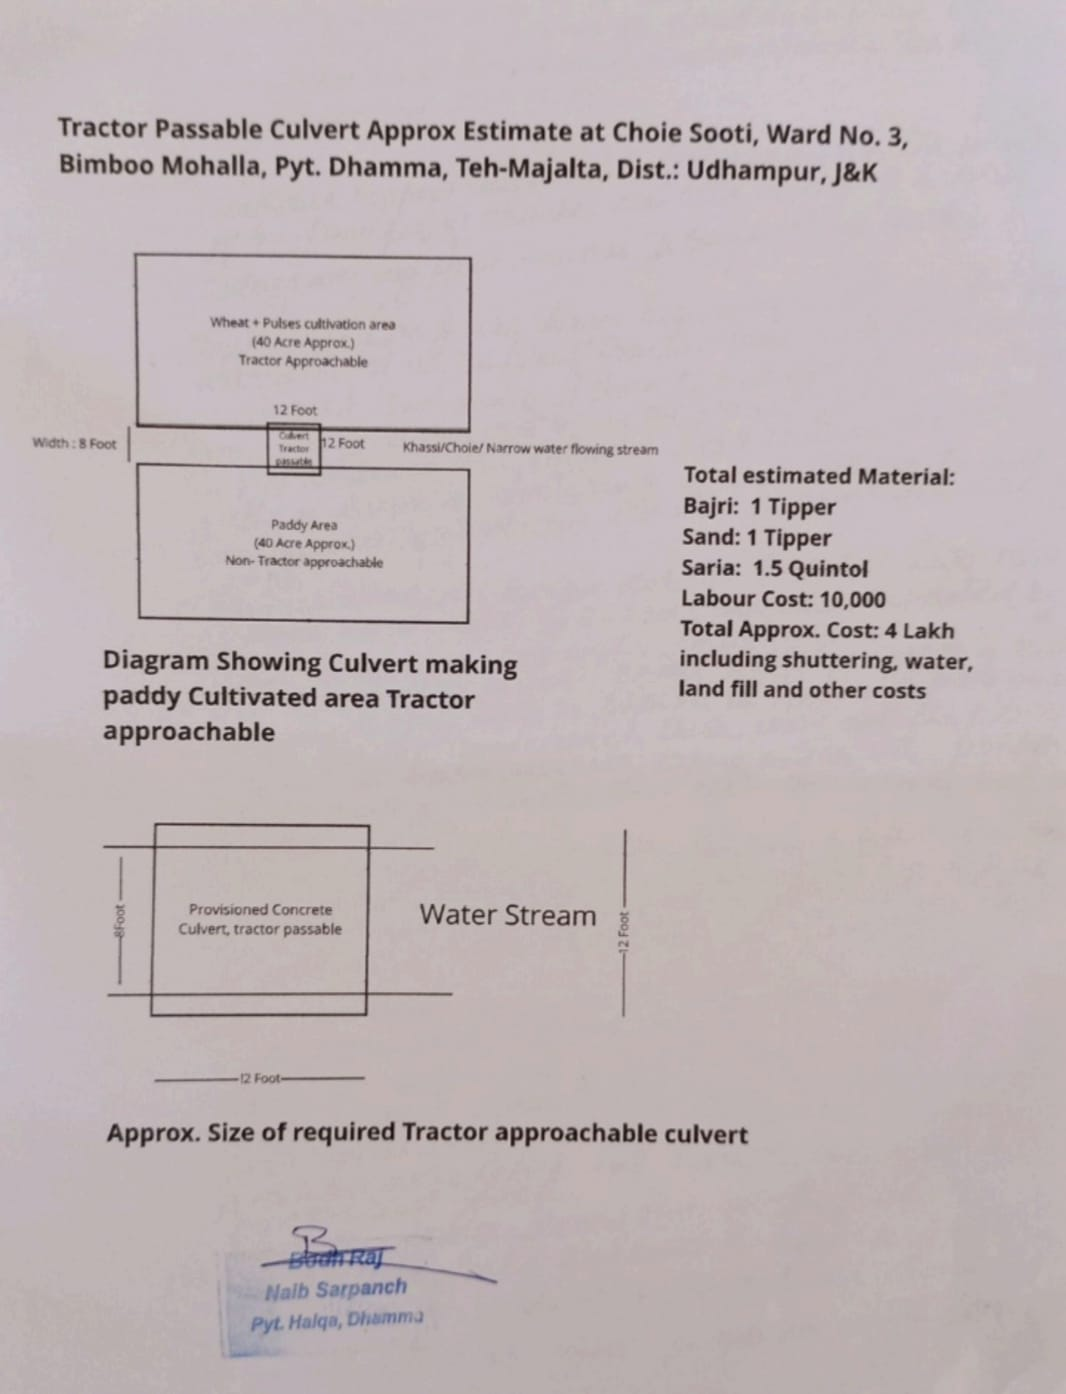 Tractor Passable Culvert Approx Estimate at Choie Sooti, Ward No. 3,
Bimboo Mohalla, Pyt. Dhamma, Teh-Majalta, Dist.: Udhampur, J&K
Wheat + Pulses cultivation area
(40 Acre Approx.)
Tractor Approachable
12 Foot
Width : 8 Foot
Culvert
Tractor
passable
12 Foot
Khassi/Choie/ Narrow water flowing stream
Paddy Area
(40 Acre Approx.)
Non- Tractor approachable
Total estimated Material:
Bajri: 1 Tipper
Sand: 1 Tipper
Saria: 1.5 Quintol
Labour Cost: 10,000
Total Approx. Cost: 4 Lakh
including shuttering, water,
land fill and other costs
Diagram Showing Culvert making
paddy Cultivated area Tractor
approachable
8Foot
Provisioned Concrete
Culvert, tractor passable
Water Stream
12 Foot
12 Foot
Approx. Size of required Tractor approachable culvert
Bodh Raj
Naib Sarpanch
Pyt. Halqa, Dhamma